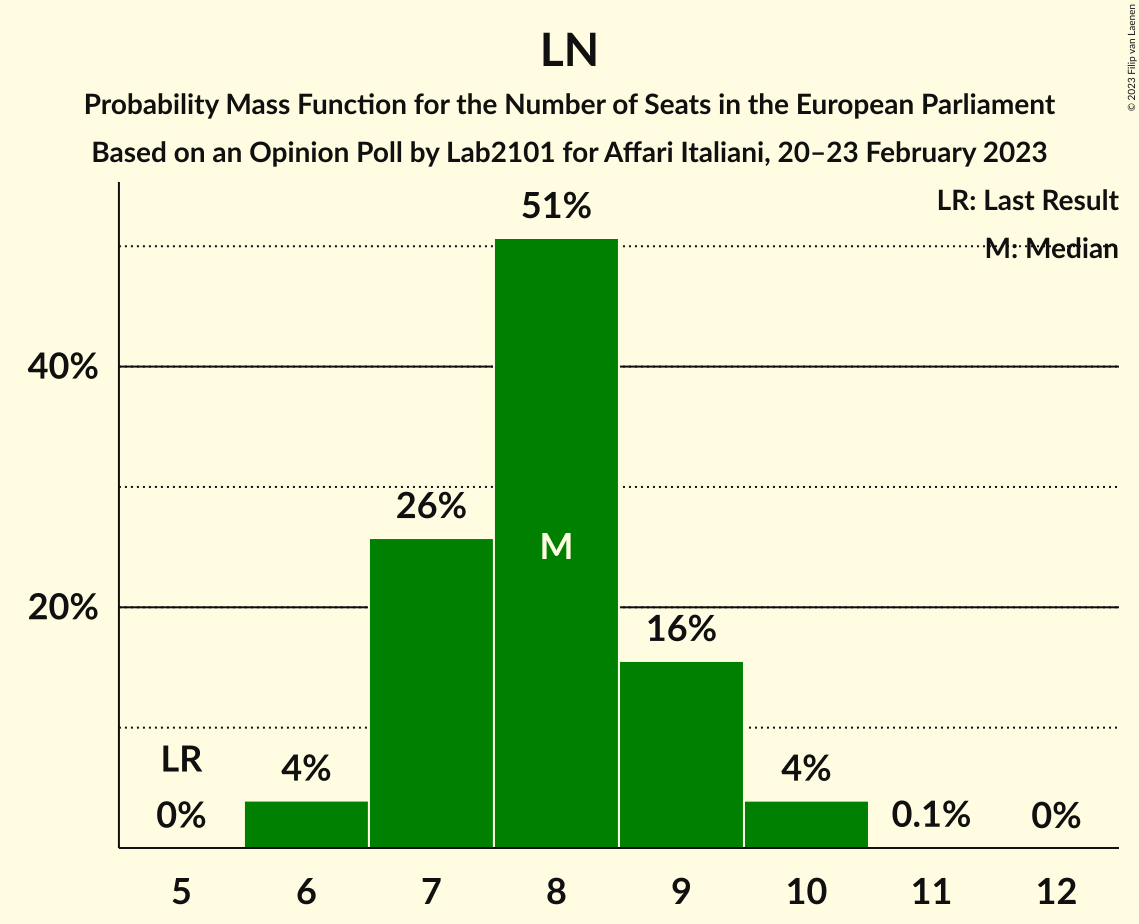 LN
Probability Mass Function for the Number of Seats in the European Parliament
Based on an Opinion Poll by Lab2101 for Affari Italiani, 20–23 February 2023
© 2023 Filip van Laenen
LR: Last Result
M: Median
51%
40%
26%
M
20%
16%
LR
0%
4%
4%
0.1%
0%
5 6 7 8 9 10 11 12